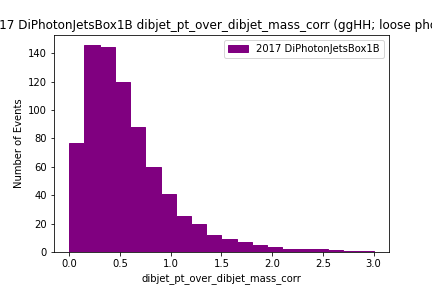 17 DiPhotonJetsBox1B dibjet_pt_over_dibjet_mass_corr (ggHH; loose pho
2017 DiPhotonJetsBox1B
Number of Events
140
120
100
80
60
40
20
0
0.0 0.5 1.0 1.5 2.0 2.5 3.0
dibjet_pt_over_dibjet_mass_corr